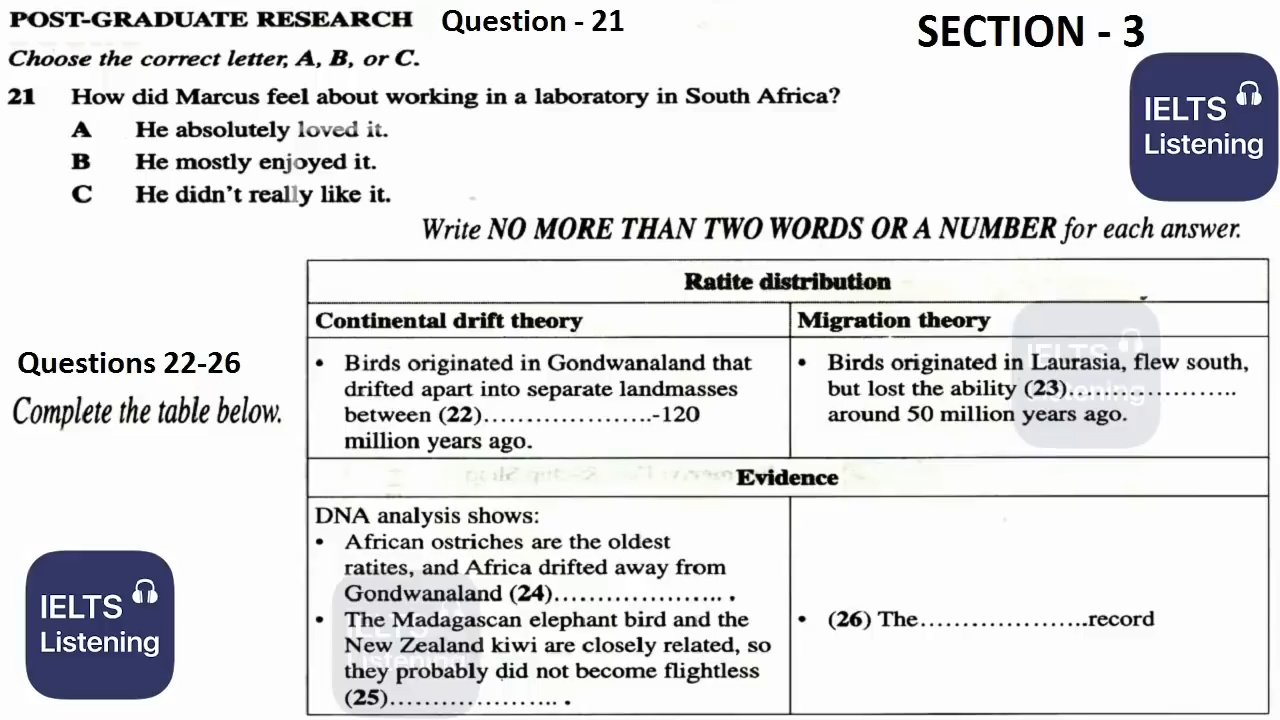 POST-GRADUATE RESEARCH Question - 21
SECTION - 3
Choose the correct letter, A, B, or C.
21 How did Marcus feel about working in a laboratory in South Africa?
A He absolutely loved it.
B He mostly enjoyed it.
C He didn't really like it.
IELTS
Listening
Write NO MORE THAN TWO WORDS OR A NUMBER for each answer.
Questions 22-26
Complete the table below.
Ratite distribution
Continental drift theory
• Birds originated in Gondwanaland that
drifted apart into separate landmasses
between (22)......................-120
million years ago.
Migration theory
• Birds originated in Laurasia, flew south,
but lost the ability (23)......................
around 50 million years ago.
IELTS
Listening
Evidence
DNA analysis shows:
• African ostriches are the oldest
ratites, and Africa drifted away from
Gondwanaland (24)..................... .
• The Madagascan elephant bird and the
New Zealand kiwi are closely related, so
they probably did not become flightless
(25)..................... .
• (26) The.....................record
IELTS
Listening
IELTS
Listening